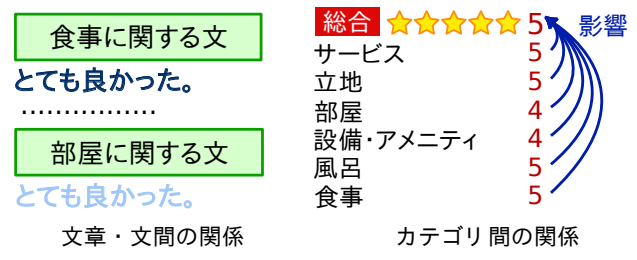 食事に関する文
とても良かった。
................
部屋に関する文
とても良かった。
文章・文間の関係
総合 ★★★★★ 5 影響
サービス 5
立地 5
部屋 4
設備・アメニティ 4
風呂 5
食事 5
カテゴリ間の関係